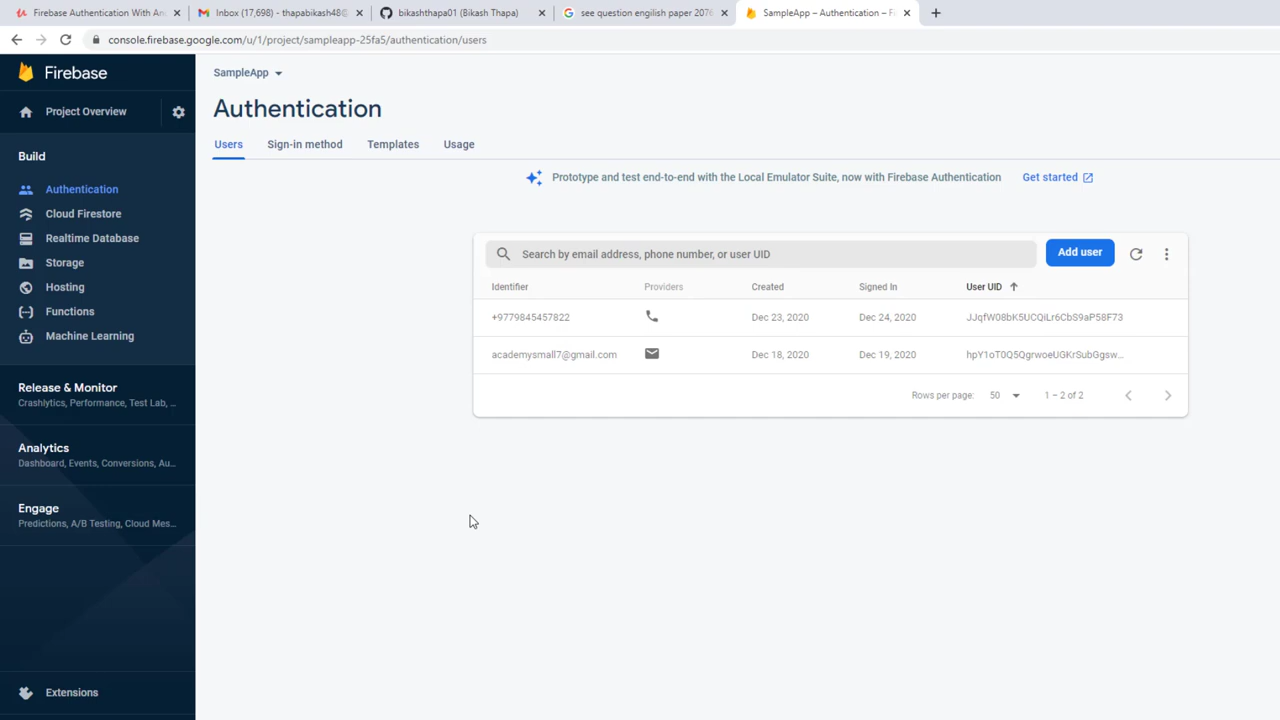 Firebase Authentication With An
Inbox (17,698) - thapabikash48@
bikashthapa01 (Bikash Thapa)
see question engilish paper 2076
SampleApp – Authentication – Fi
console.firebase.google.com/u/1/project/sampleapp-25fa5/authentication/users
Firebase
SampleApp
Project Overview
Authentication
Users Sign-in method Templates Usage
Build
Prototype and test end-to-end with the Local Emulator Suite, now with Firebase Authentication Get started
Authentication
Cloud Firestore
Realtime Database
Storage
Hosting
Functions
Machine Learning
Search by email address, phone number, or user UID Add user
Identifier Providers Created Signed In User UID
+9779845457822 Dec 23, 2020 Dec 24, 2020 JJqfW08bK5UCQiLr6CbS9aP58F73
academysmall7@gmail.com Dec 18, 2020 Dec 19, 2020 hpY1oT0Q5QgrwoeUGKrSubGgsw...
Rows per page: 50 1 – 2 of 2
Release & Monitor
Crashlytics, Performance, Test Lab, ...
Analytics
Dashboard, Events, Conversions, Au...
Engage
Predictions, A/B Testing, Cloud Mes...
Extensions